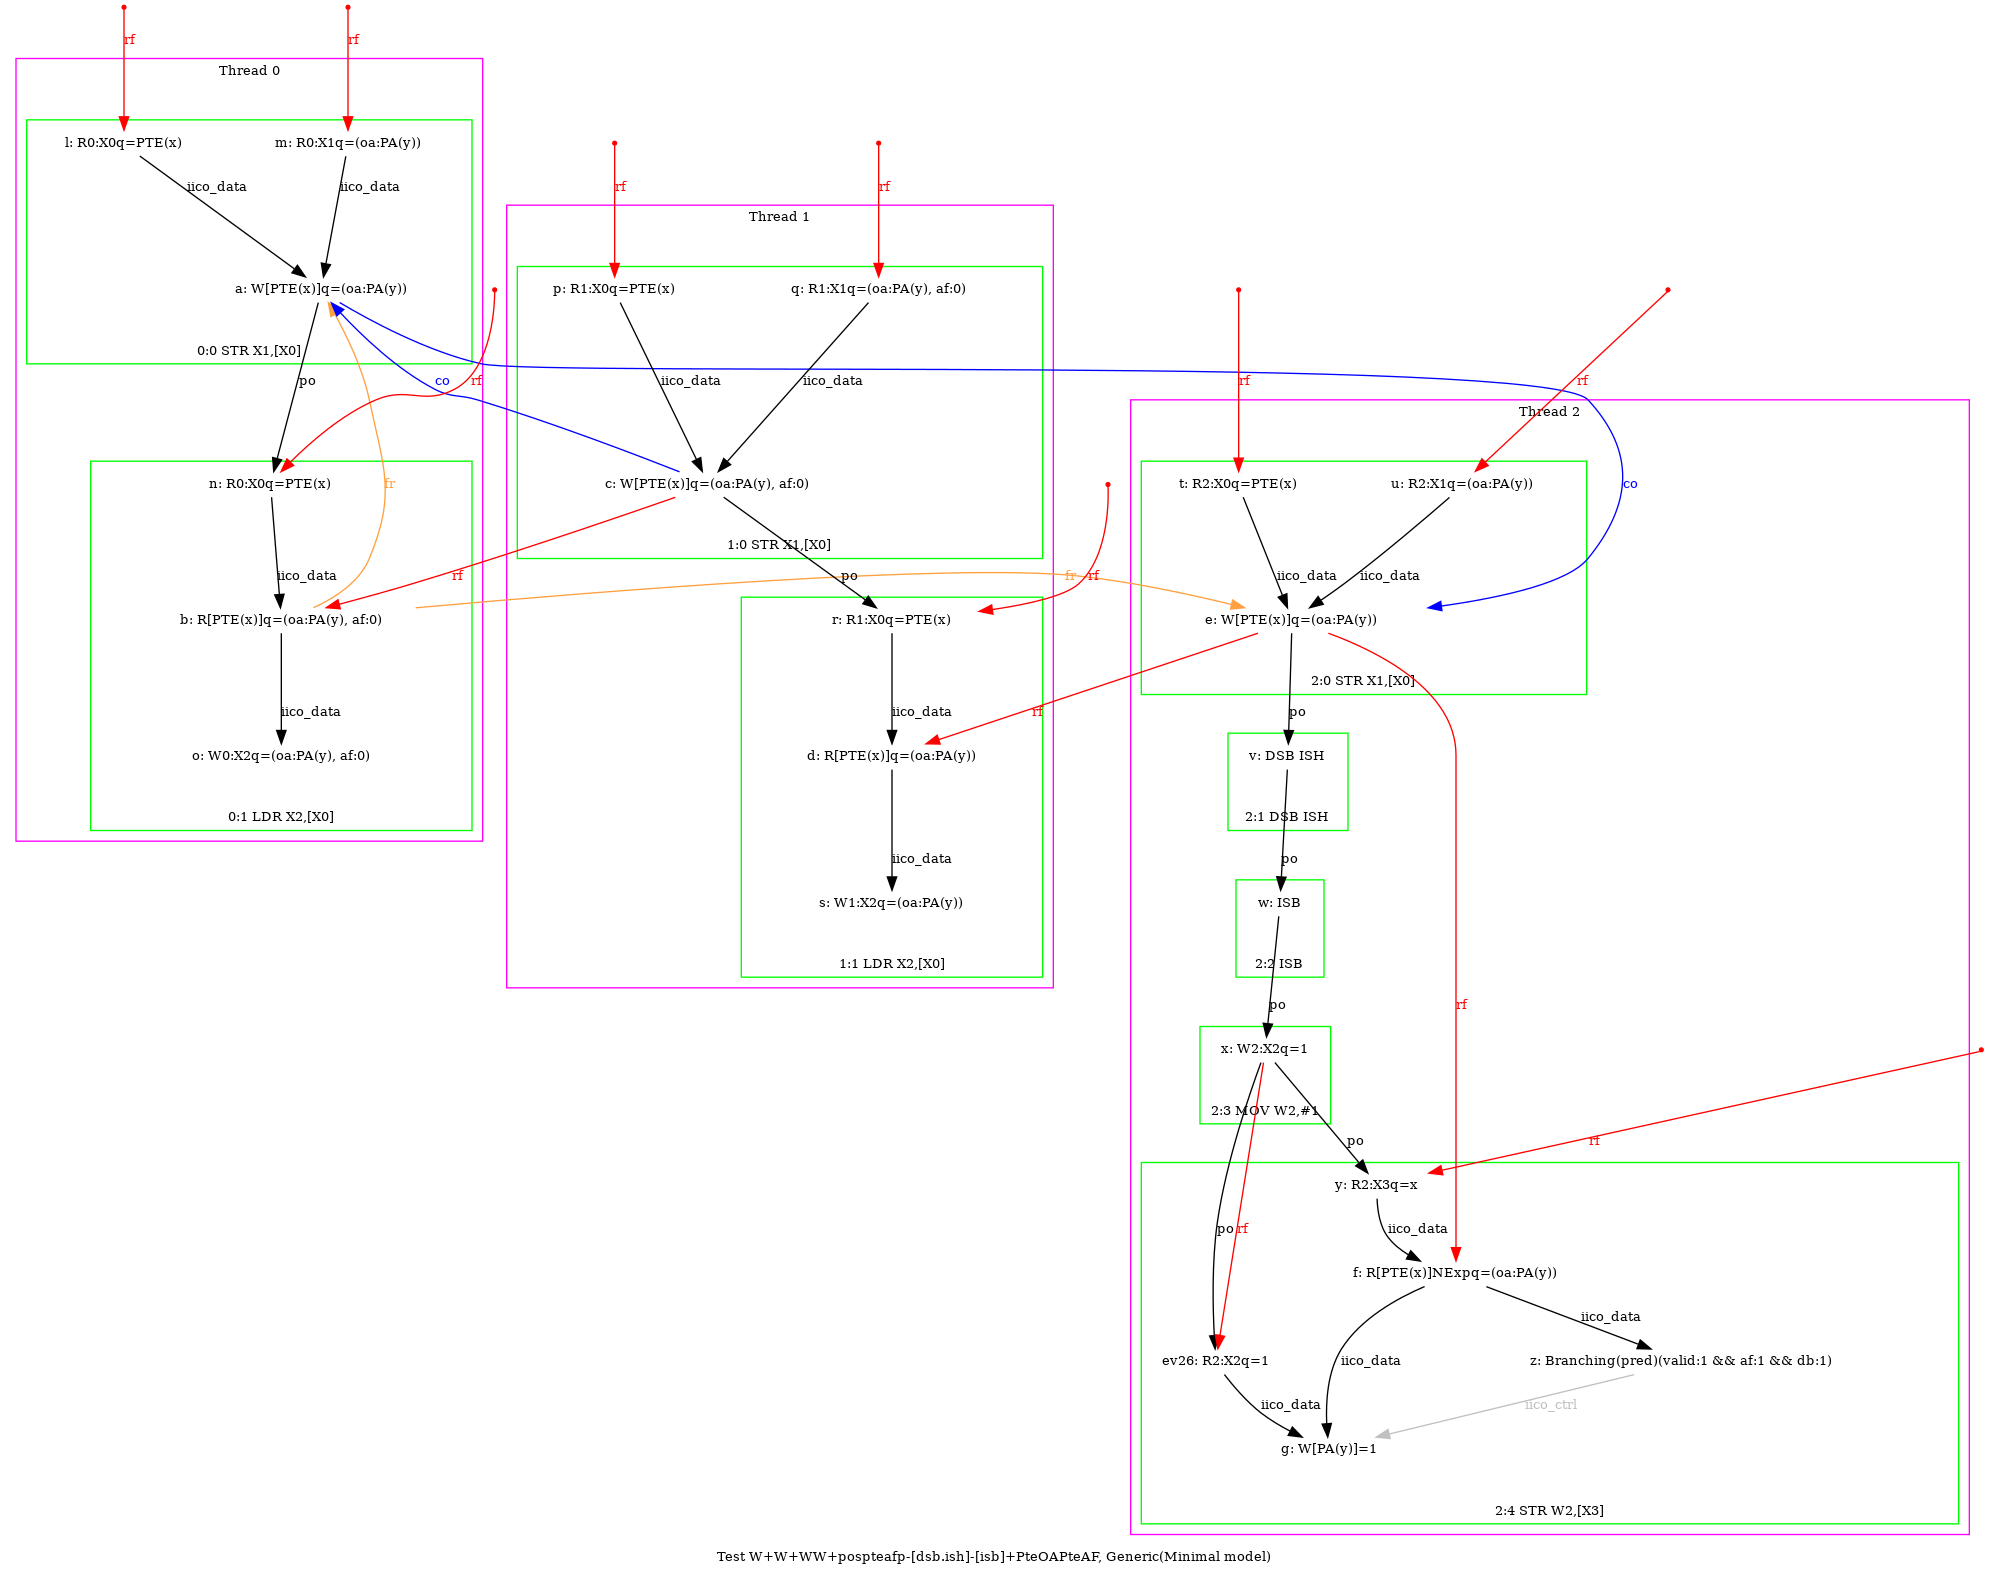 rf
rf
Thread 0
l: R0:X0q=PTE(x)
m: R0:X1q=(oa:PA(y))
iico_data
iico_data
a: W[PTE(x)]q=(oa:PA(y))
0:0 STR X1,[X0]
po
co
rf
n: R0:X0q=PTE(x)
fr
iico_data
rf
b: R[PTE(x)]q=(oa:PA(y), af:0)
iico_data
o: W0:X2q=(oa:PA(y), af:0)
0:1 LDR X2,[X0]
rf
rf
Thread 1
p: R1:X0q=PTE(x)
q: R1:X1q=(oa:PA(y), af:0)
iico_data
iico_data
c: W[PTE(x)]q=(oa:PA(y), af:0)
1:0 STR X1,[X0]
po
fr
rf
r: R1:X0q=PTE(x)
iico_data
rf
d: R[PTE(x)]q=(oa:PA(y))
iico_data
s: W1:X2q=(oa:PA(y))
1:1 LDR X2,[X0]
rf
rf
Thread 2
t: R2:X0q=PTE(x)
u: R2:X1q=(oa:PA(y))
co
iico_data
iico_data
e: W[PTE(x)]q=(oa:PA(y))
2:0 STR X1,[X0]
po
v: DSB ISH
2:1 DSB ISH
po
w: ISB
2:2 ISB
po
rf
x: W2:X2q=1
2:3 MOV W2,#1
po
rf
y: R2:X3q=x
po
rf
iico_data
f: R[PTE(x)]NExpq=(oa:PA(y))
iico_data
ev26: R2:X2q=1
iico_data
z: Branching(pred)(valid:1 && af:1 && db:1)
iico_data
iico_ctrl
g: W[PA(y)]=1
2:4 STR W2,[X3]
Test W+W+WW+pospteafp-[dsb.ish]-[isb]+PteOAPteAF, Generic(Minimal model)